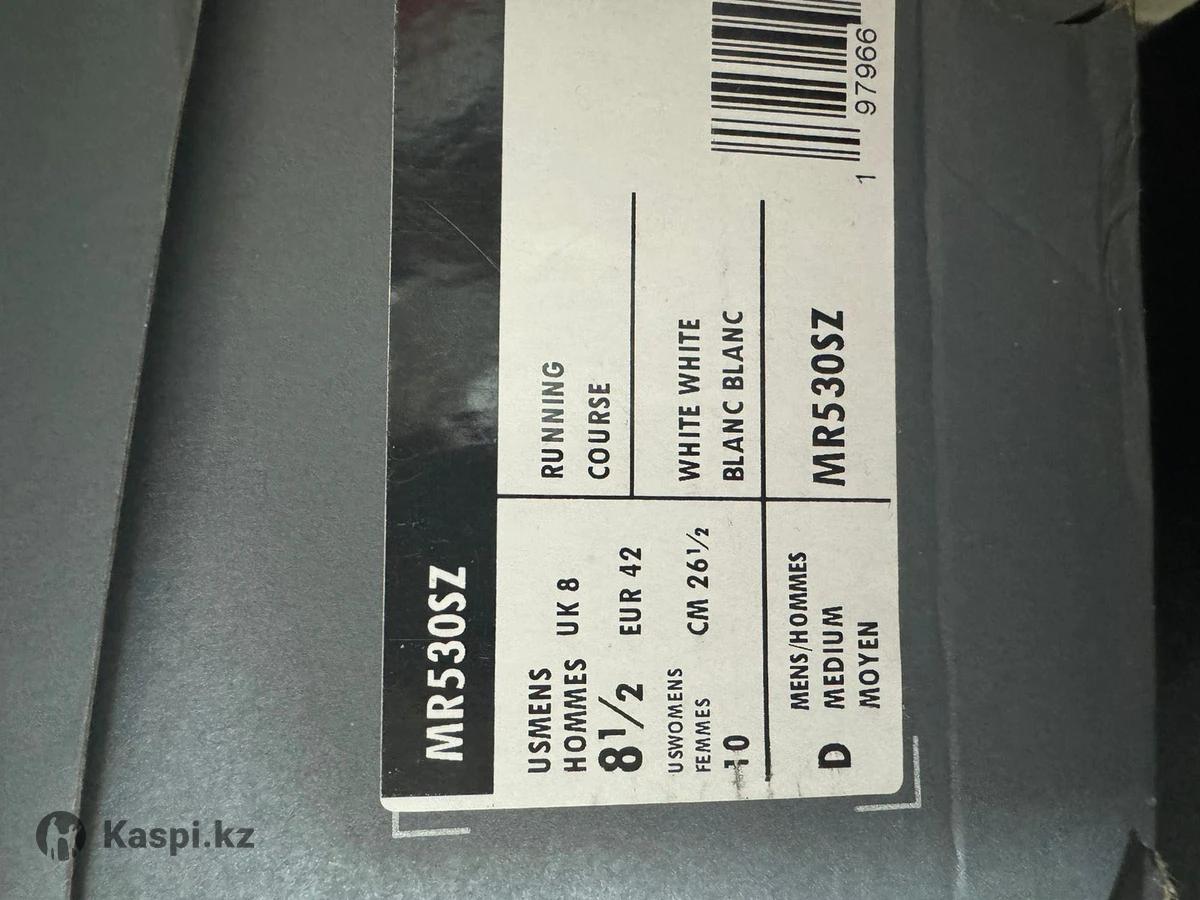 MR530SZ
USMENS
HOMMES
8½
UK 8
EUR 42
USWOMENS
FEMMES
10
CM 26½
RUNNING
COURSE
WHITE WHITE
BLANC BLANC
D
MENS/HOMMES
MEDIUM
MOYEN
MR530SZ
1 97966
Kaspi.kz